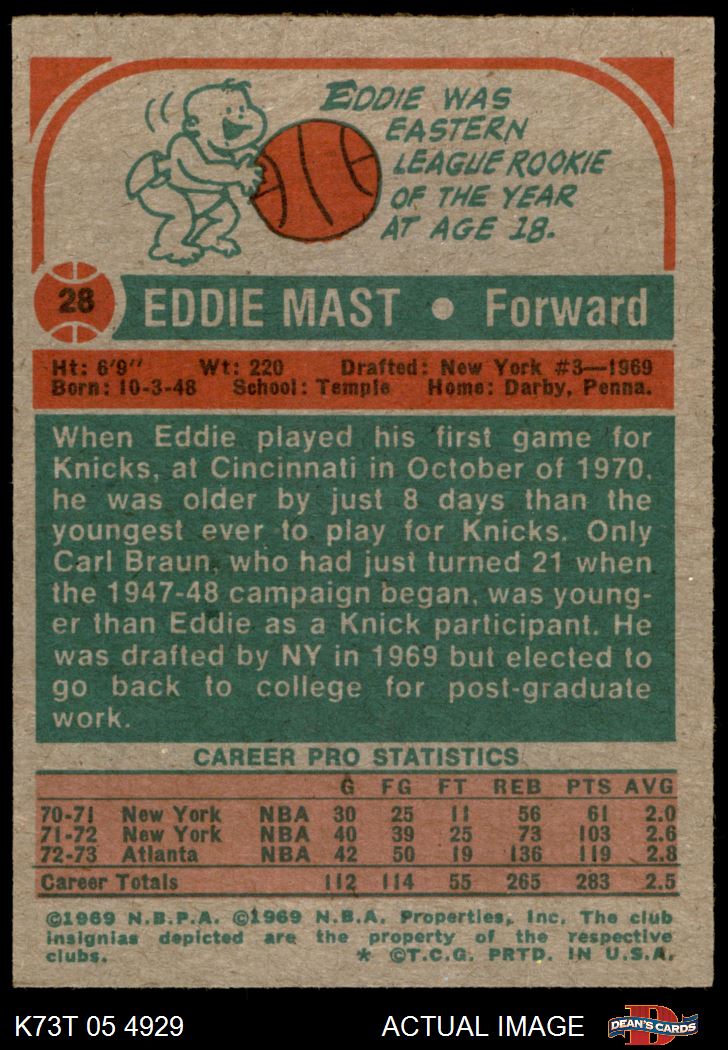 EDDIE WAS
EASTERN
LEAGUE ROOKIE
OF THE YEAR
AT AGE 18.
28 EDDIE MAST • Forward
Ht: 6'9" Wt: 220 Drafted: New York #3—1969
Born: 10-3-48 School: Temple Home: Darby, Penna.
When Eddie played his first game for
Knicks, at Cincinnati in October of 1970,
he was older by just 8 days than the
youngest ever to play for Knicks. Only
Carl Braun, who had just turned 21 when
the 1947-48 campaign began, was young-
er than Eddie as a Knick participant. He
was drafted by NY in 1969 but elected to
go back to college for post-graduate
work.
CAREER PRO STATISTICS
G FG FT REB PTS AVG
70-71 New York NBA 30 25 11 56 61 2.0
71-72 New York NBA 40 39 25 73 103 2.6
72-73 Atlanta NBA 42 50 19 136 119 2.8
Career Totals 112 114 55 265 283 2.5
©1969 N.B.P.A. ©1969 N.B.A. Properties, Inc. The club
insignias depicted are the property of the respective
clubs. * ©T.C.G. PRTD. IN U.S.A.
K73T 05 4929 ACTUAL IMAGE D DEAN'S CARDS